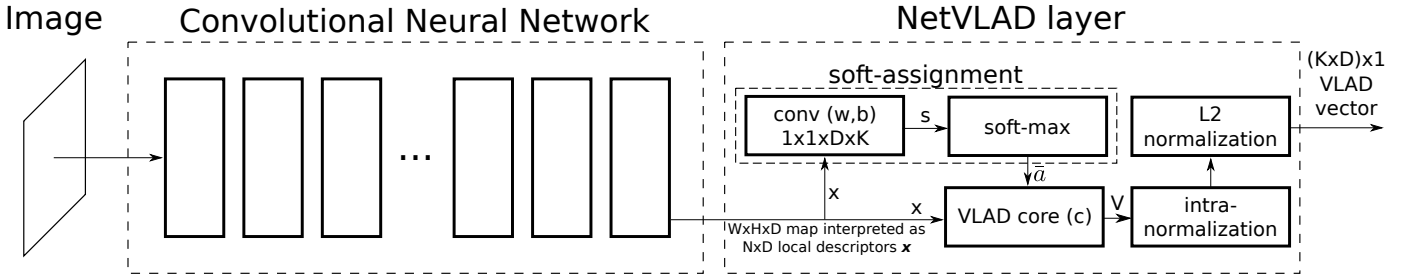 Image
Convolutional Neural Network
NetVLAD layer
soft-assignment
conv (w,b)
1x1xDxK
s
soft-max
L2
normalization
(KxD)x1
VLAD
vector
...
x
x
ā
VLAD core (c)
V
intra-
normalization
WxHxD map interpreted as
NxD local descriptors x